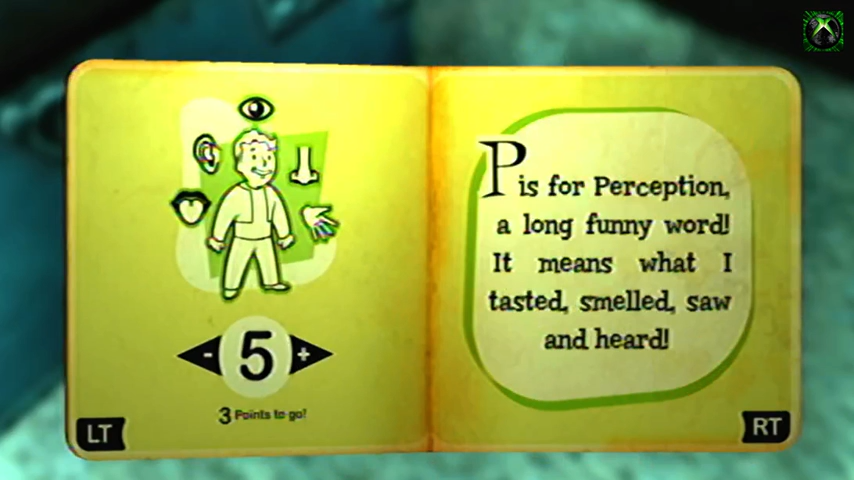 - 5 +
3 Points to go!
LT
P is for Perception,
a long funny word!
It means what I
tasted, smelled, saw
and heard!
RT